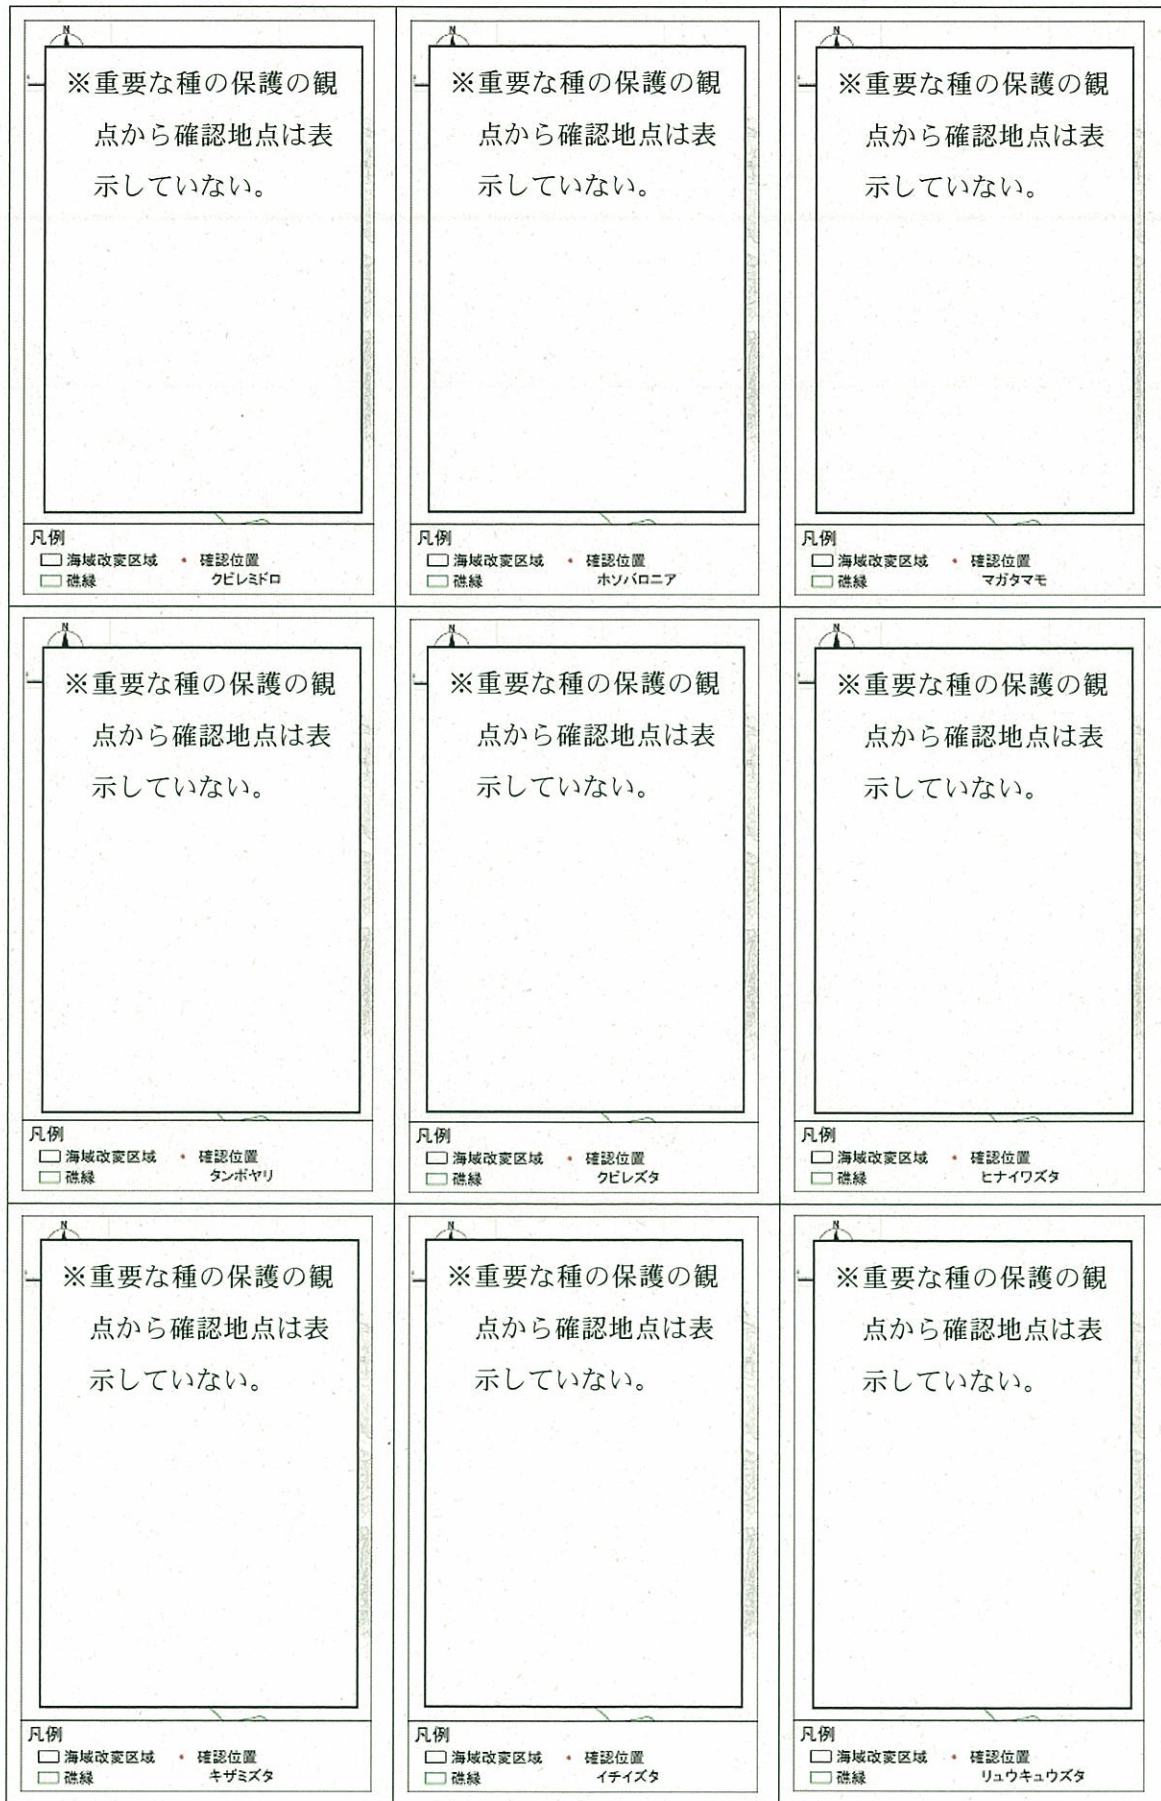 N
※重要な種の保護の観
点から確認地点は表
示していない。
凡例
海域改変区域 ・ 確認位置
礁縁 クビレミドロ
N
※重要な種の保護の観
点から確認地点は表
示していない。
凡例
海域改変区域 ・ 確認位置
礁縁 ホソバロニア
N
※重要な種の保護の観
点から確認地点は表
示していない。
凡例
海域改変区域 ・ 確認位置
礁縁 マガタマモ
N
※重要な種の保護の観
点から確認地点は表
示していない。
凡例
海域改変区域 ・ 確認位置
礁縁 タンポヤリ
N
※重要な種の保護の観
点から確認地点は表
示していない。
凡例
海域改変区域 ・ 確認位置
礁縁 クビレズタ
N
※重要な種の保護の観
点から確認地点は表
示していない。
凡例
海域改変区域 ・ 確認位置
礁縁 ヒナイワズタ
N
※重要な種の保護の観
点から確認地点は表
示していない。
凡例
海域改変区域 ・ 確認位置
礁縁 キザミズタ
N
※重要な種の保護の観
点から確認地点は表
示していない。
凡例
海域改変区域 ・ 確認位置
礁縁 イチイズタ
N
※重要な種の保護の観
点から確認地点は表
示していない。
凡例
海域改変区域 ・ 確認位置
礁縁 リュウキュウズタ